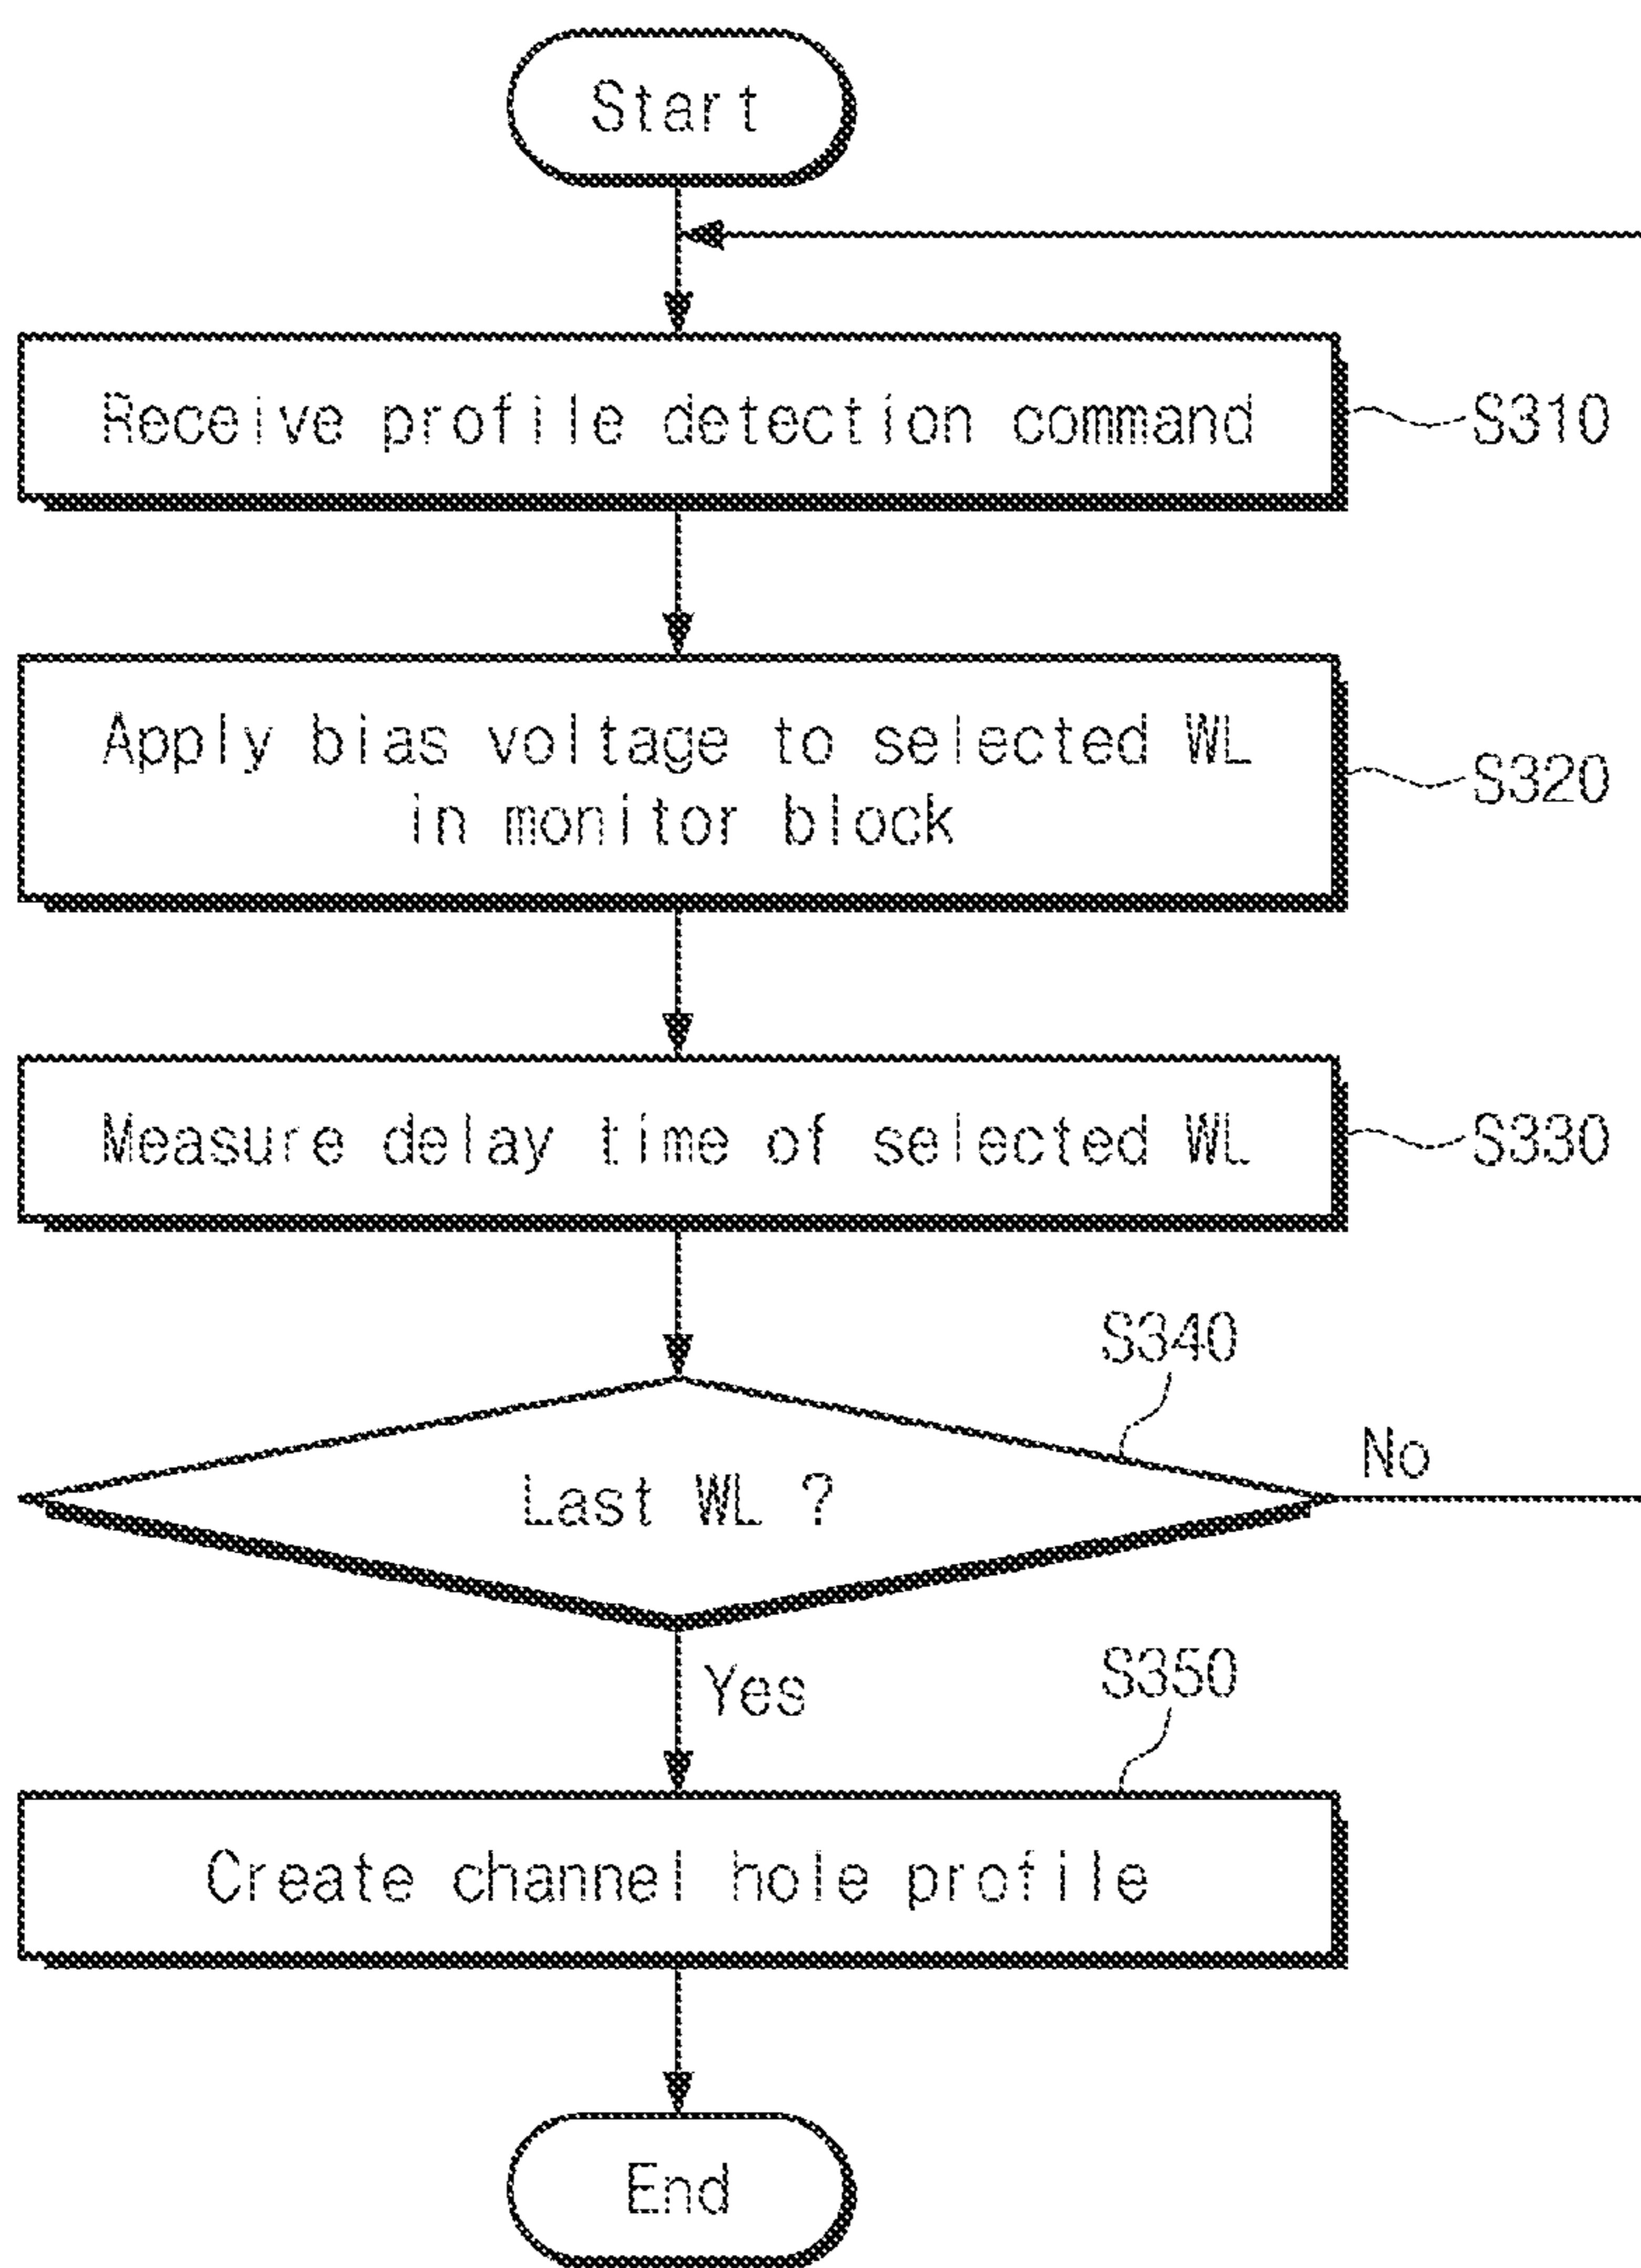 Start
Receive profile detection command
S310
Apply bias voltage to selected WL
in monitor block
S320
Measure delay time of selected WL
S330
S340
Last WL ?
No
Yes
S350
Create channel hole profile
End